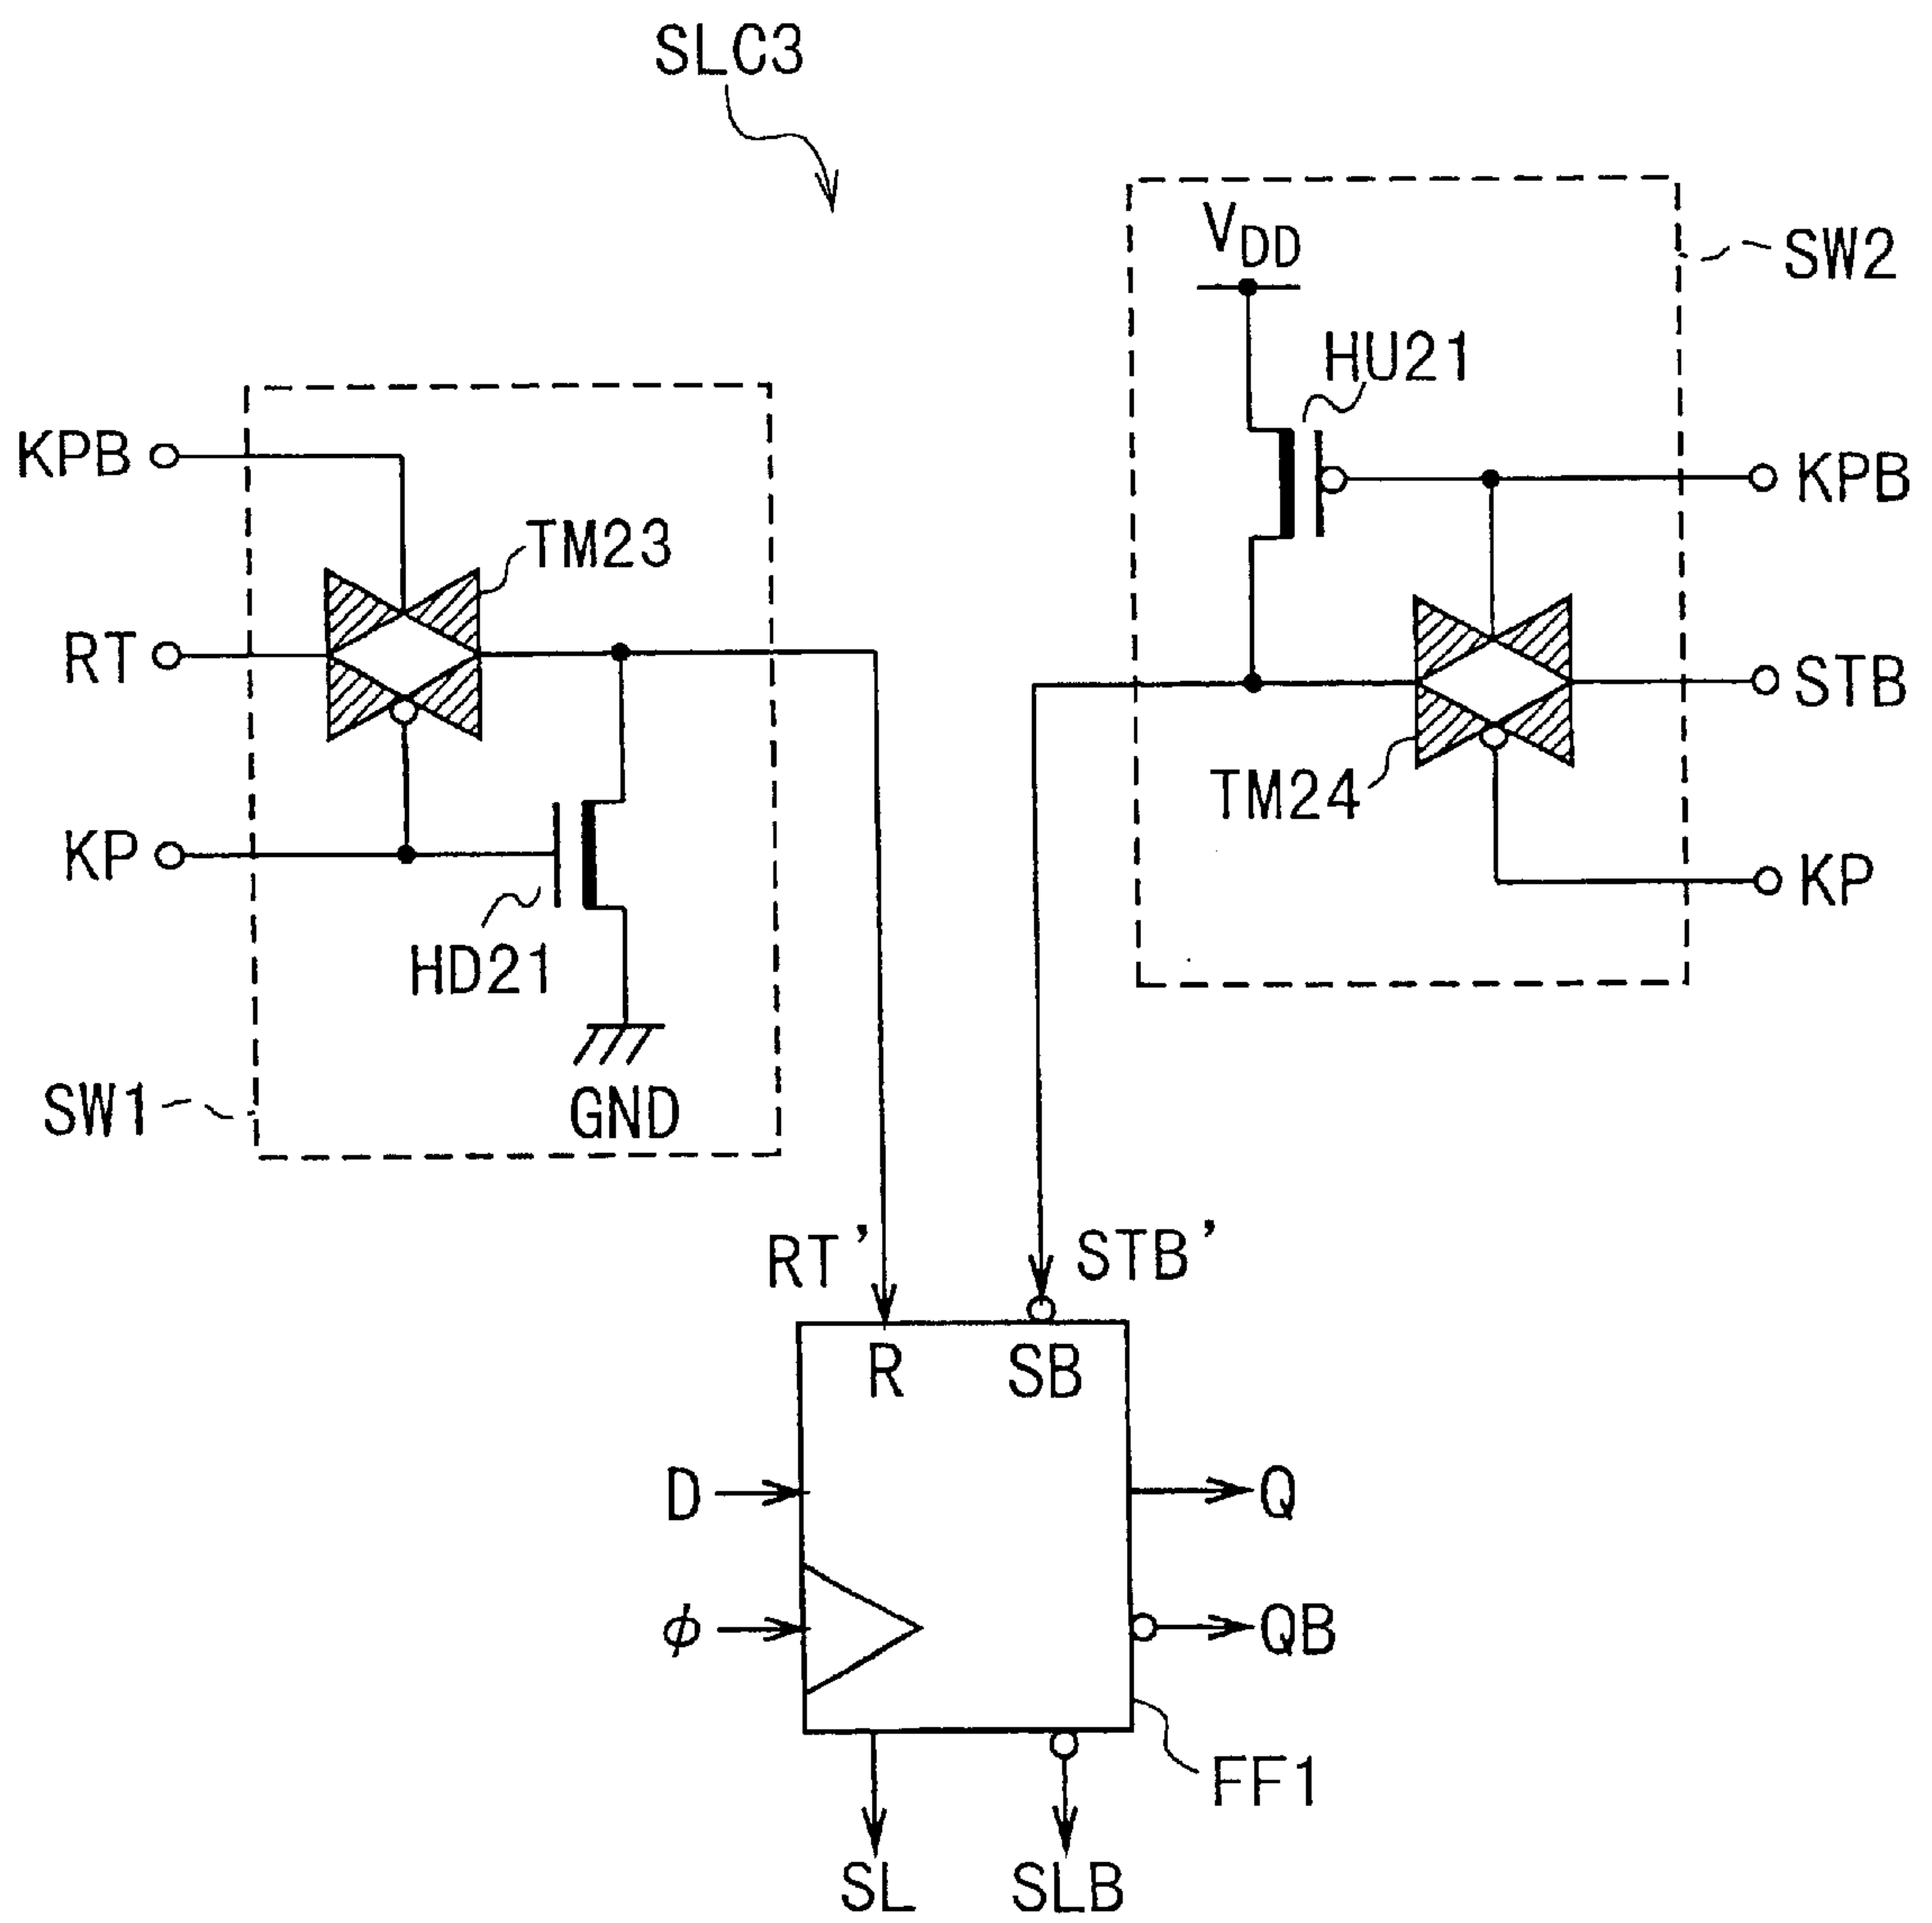 SLC3
VDD
SW2
HU21
KPB
KPB
TM23
RT
STB
TM24
KP
KP
HD21
GND
SW1
RT'
STB'
R
SB
D
Q
φ
QB
FF1
SL
SLB